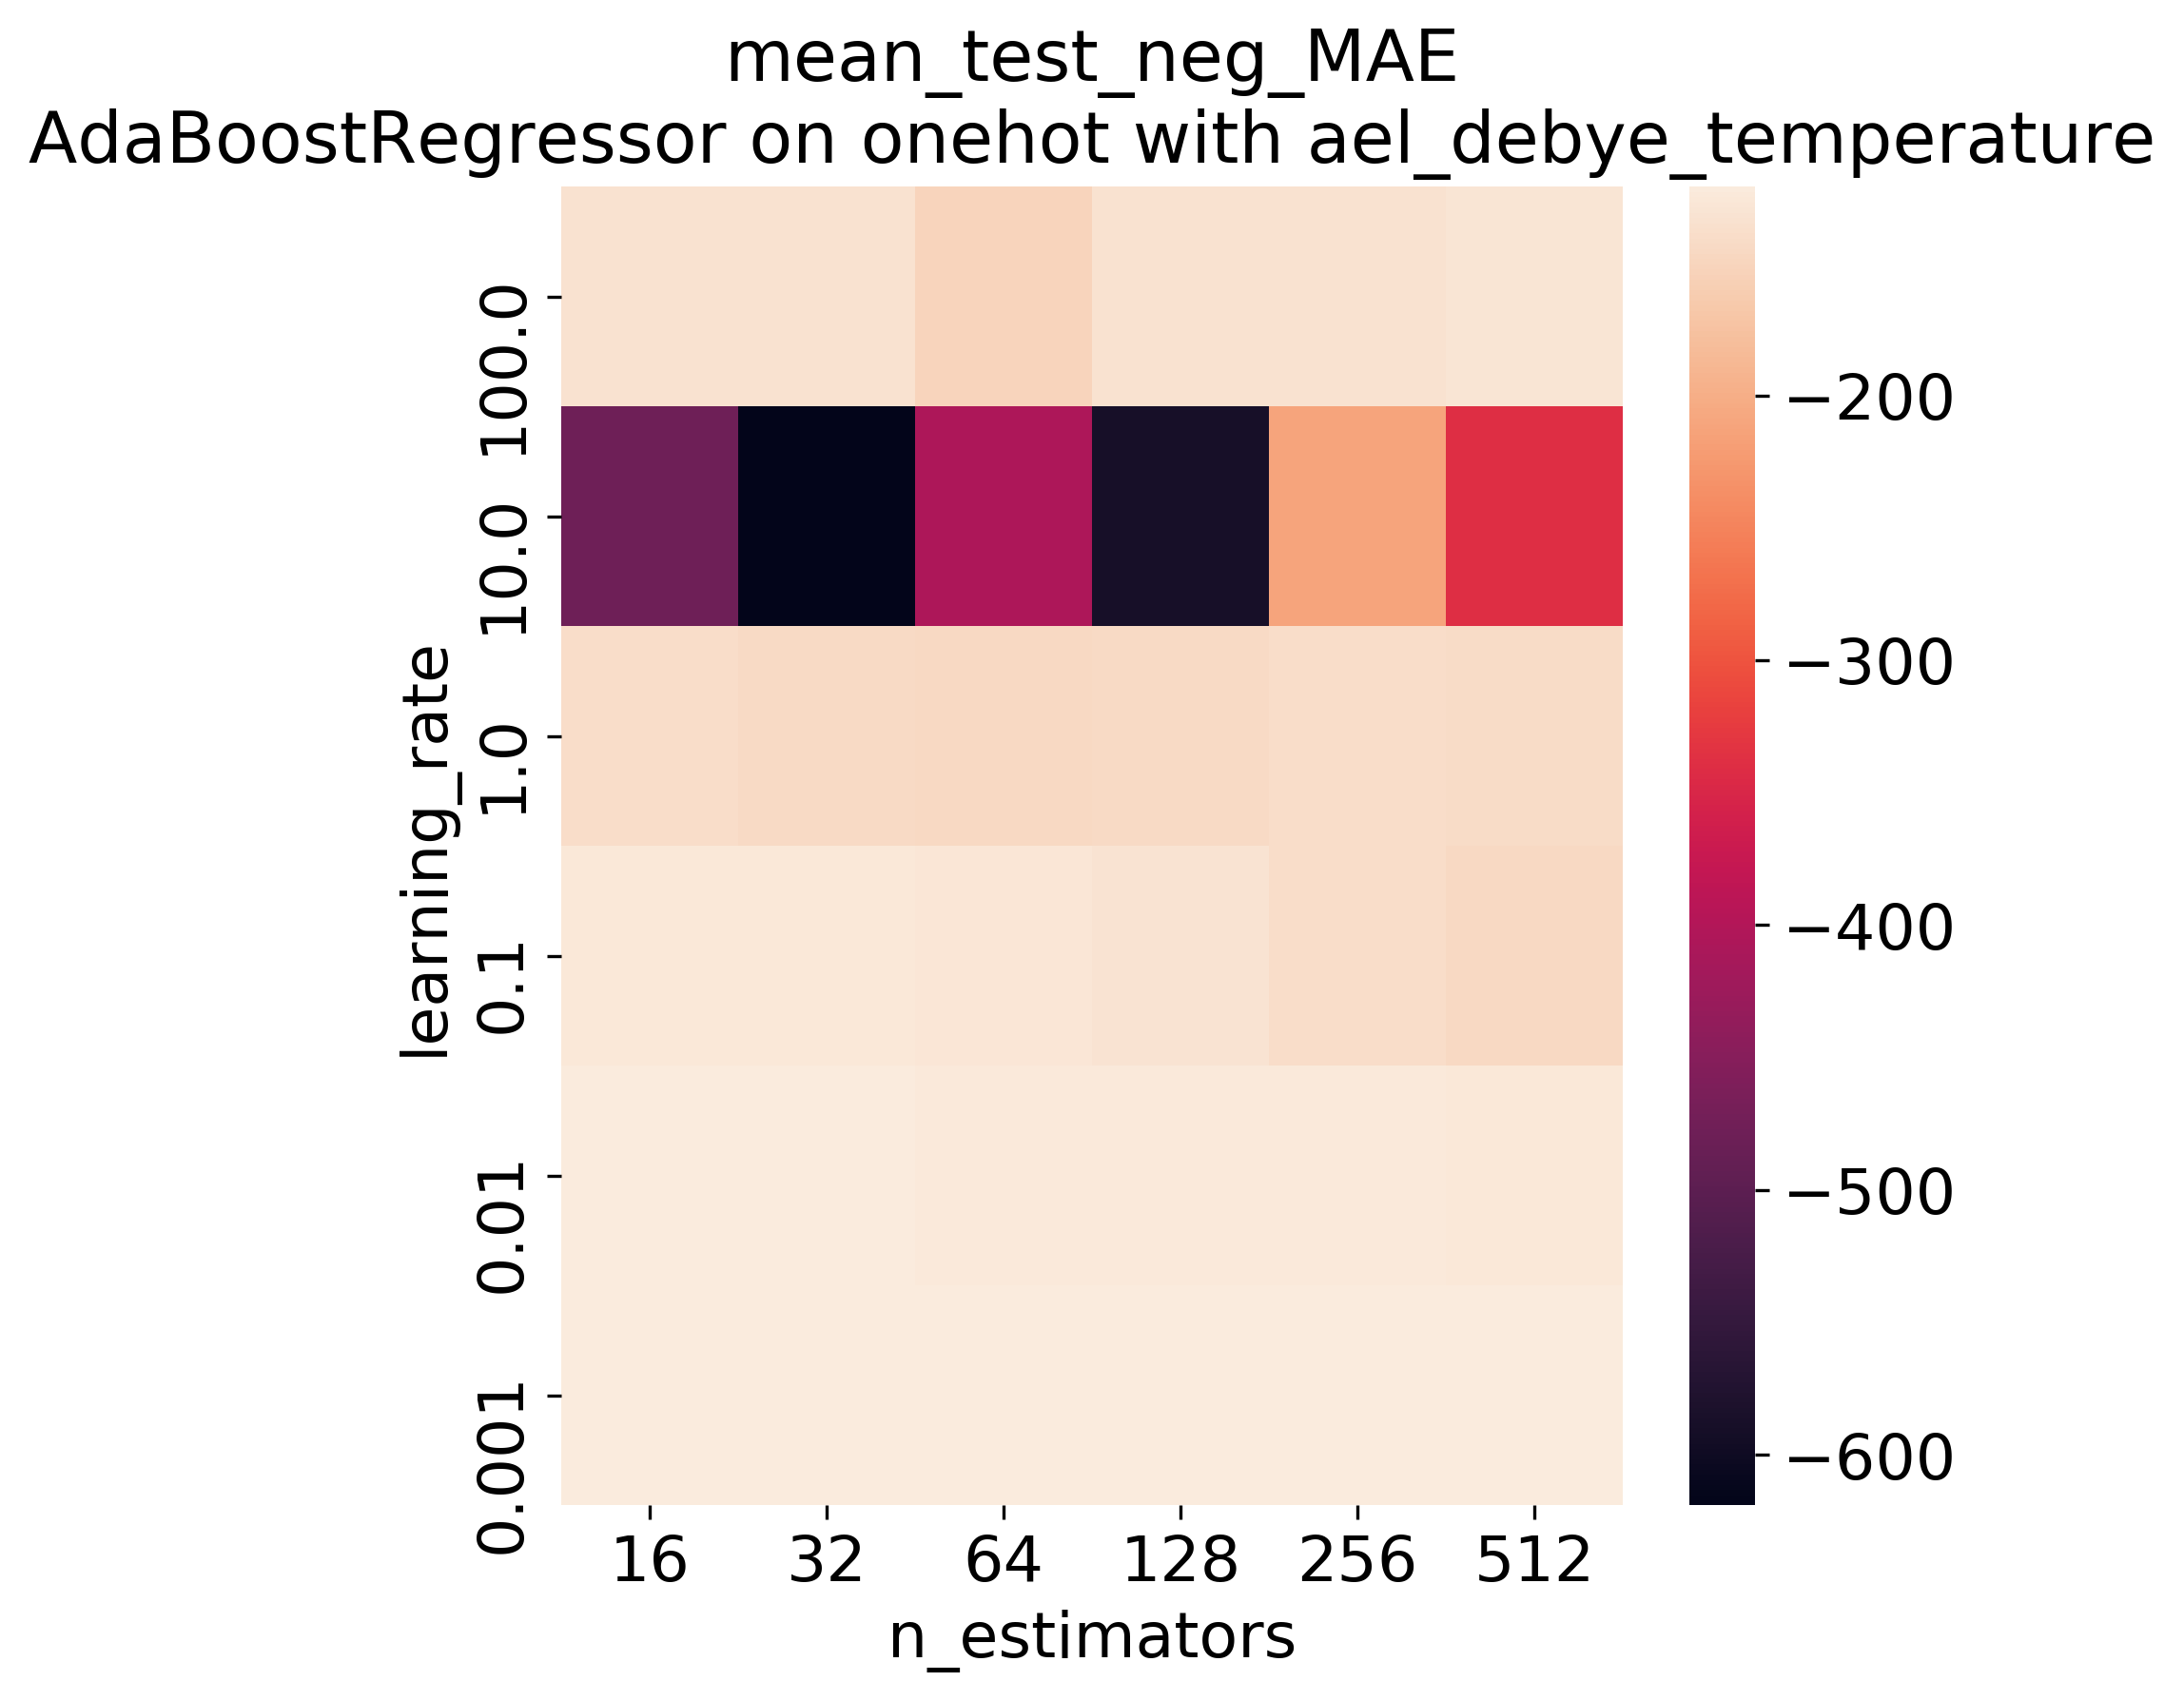 mean_test_neg_MAE
AdaBoostRegressor on onehot with ael_debye_temperature
learning_rate
100.0
10.0
1.0
0.1
0.01
0.001
16 32 64 128 256 512
n_estimators
−200
−300
−400
−500
−600